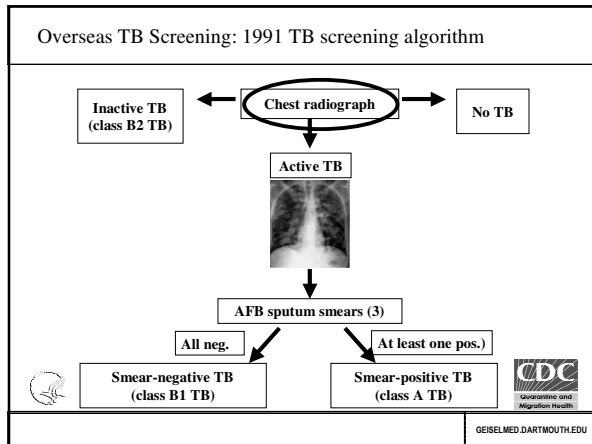 Overseas TB Screening: 1991 TB screening algorithm
Inactive TB
(class B2 TB)
Chest radiograph
No TB
Active TB
AFB sputum smears (3)
All neg.
At least one pos.)
Smear-negative TB
(class B1 TB)
Smear-positive TB
(class A TB)
CDC
Quarantine and
Migration Health
GEISELMED.DARTMOUTH.EDU